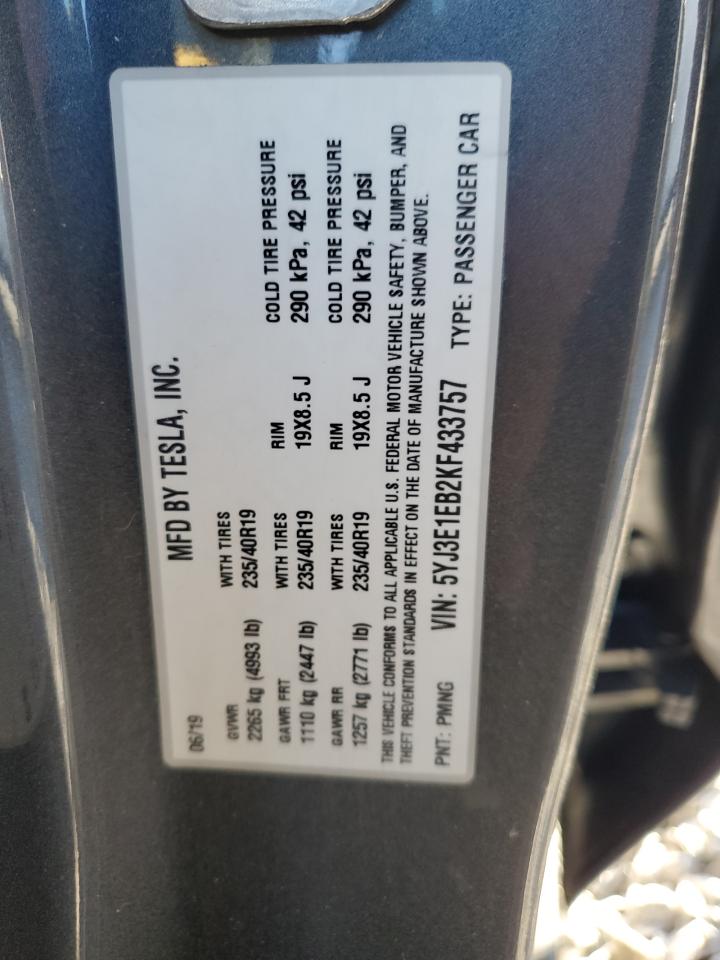 MFD BY TESLA, INC.
06/19
GVWR WITH TIRES
2265 kg (4993 lb) 235/40R19
GAWR FRT WITH TIRES RIM COLD TIRE PRESSURE
1110 kg (2447 lb) 235/40R19 19X8.5 J 290 kPa, 42 psi
GAWR RR WITH TIRES RIM COLD TIRE PRESSURE
1257 kg (2771 lb) 235/40R19 19X8.5 J 290 kPa, 42 psi
THIS VEHICLE CONFORMS TO ALL APPLICABLE U.S. FEDERAL MOTOR VEHICLE SAFETY, BUMPER, AND
THEFT PREVENTION STANDARDS IN EFFECT ON THE DATE OF MANUFACTURE SHOWN ABOVE.
PNT: PMNG VIN: 5YJ3E1EB2KF433757 TYPE: PASSENGER CAR